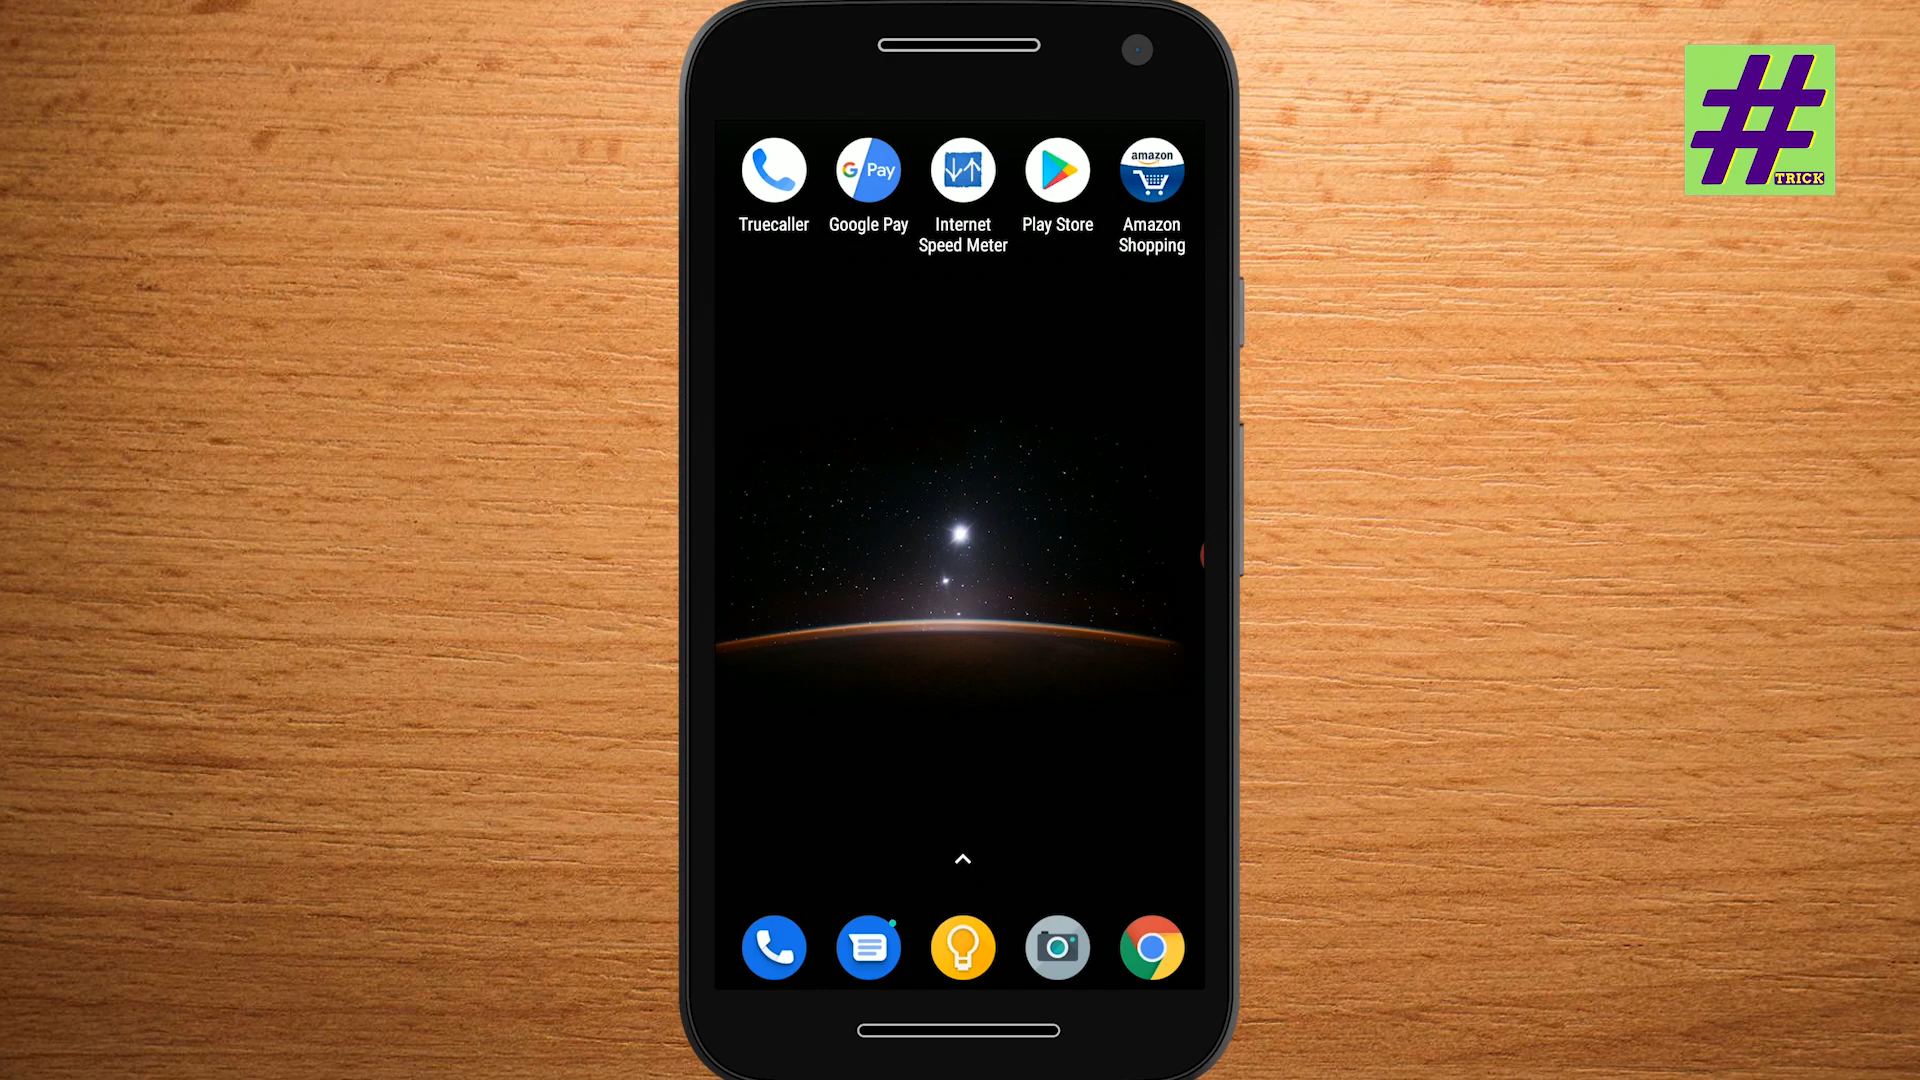 TRICK
G Pay
amazon
Truecaller
Google Pay
Internet
Speed Meter
Play Store
Amazon
Shopping